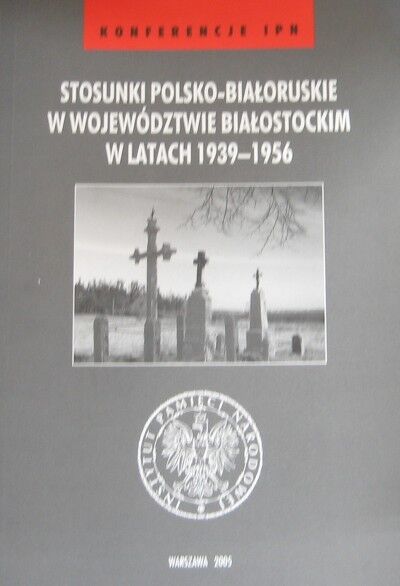 KONFERENCJE IPN
STOSUNKI POLSKO-BIAŁORUSKIE
W WOJEWÓDZTWIE BIAŁOSTOCKIM
W LATACH 1939–1956
INSTYTUT PAMIĘCI NARODOWEJ
WARSZAWA 2005